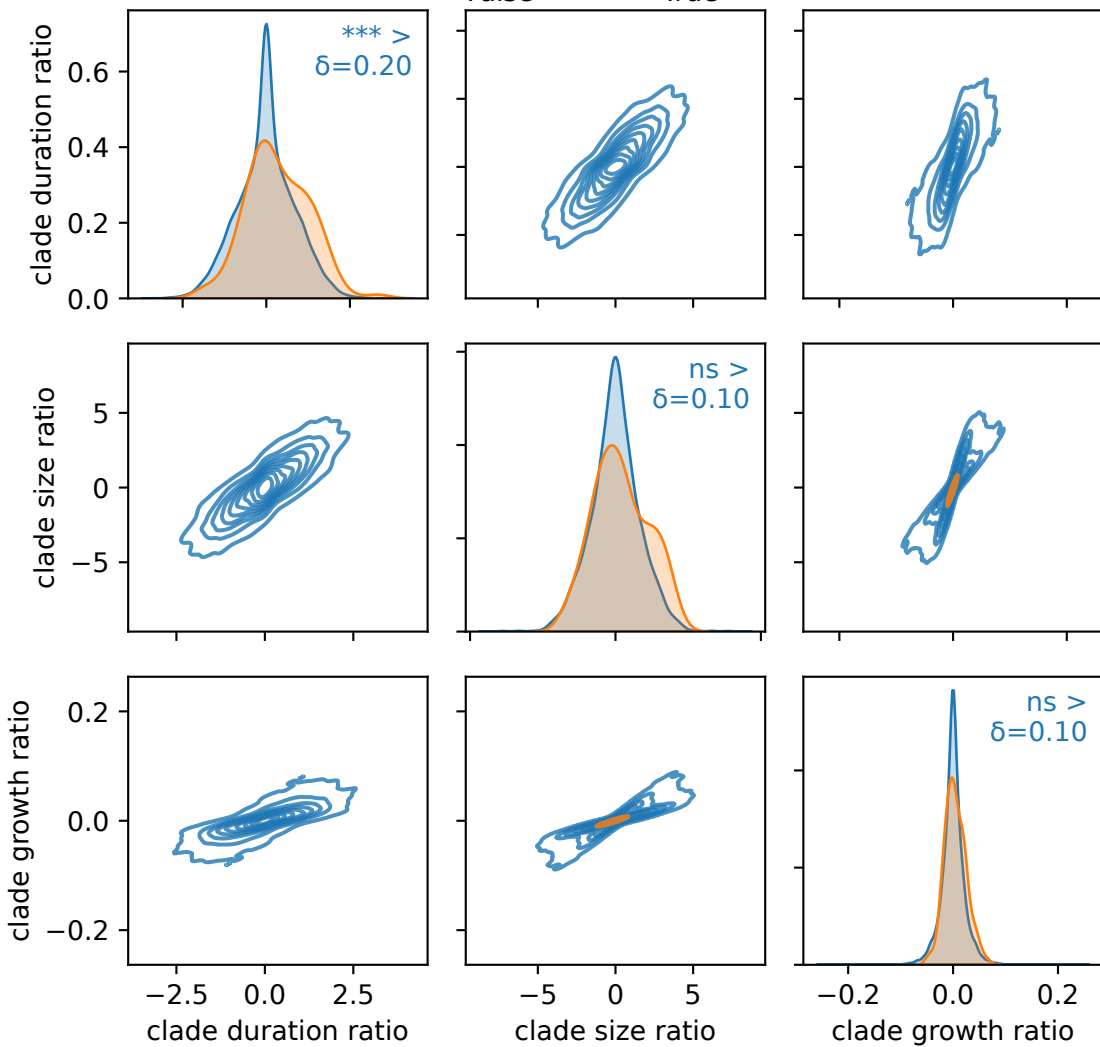 clade duration ratio
0.6
0.4
0.2
0.0
*** >
δ=0.20
clade size ratio
5
0
−5
ns >
δ=0.10
clade growth ratio
0.2
0.0
−0.2
ns >
δ=0.10
−2.5 0.0 2.5
clade duration ratio
−5 0 5
clade size ratio
−0.2 0.0 0.2
clade growth ratio